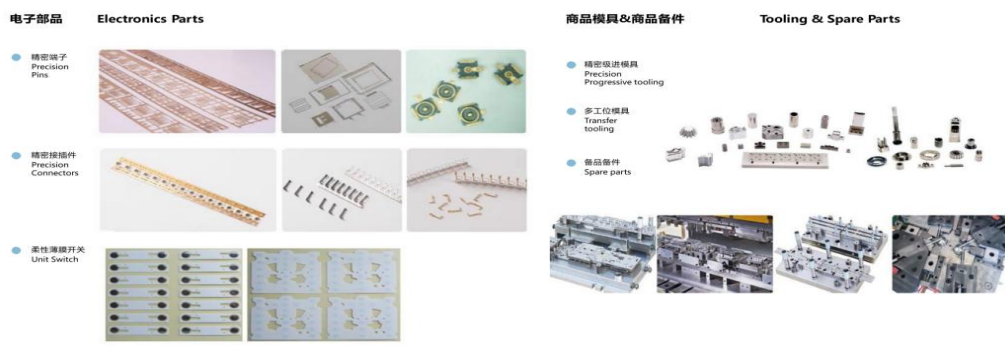 电子部品 Electronics Parts
精密端子
Precision
Pins
精密接插件
Precision
Connectors
柔性薄膜开关
Unit Switch
商品模具&商品备件 Tooling & Spare Parts
精密级进模具
Precision
Progressive tooling
多工位模具
Transfer
tooling
备品备件
Spare parts